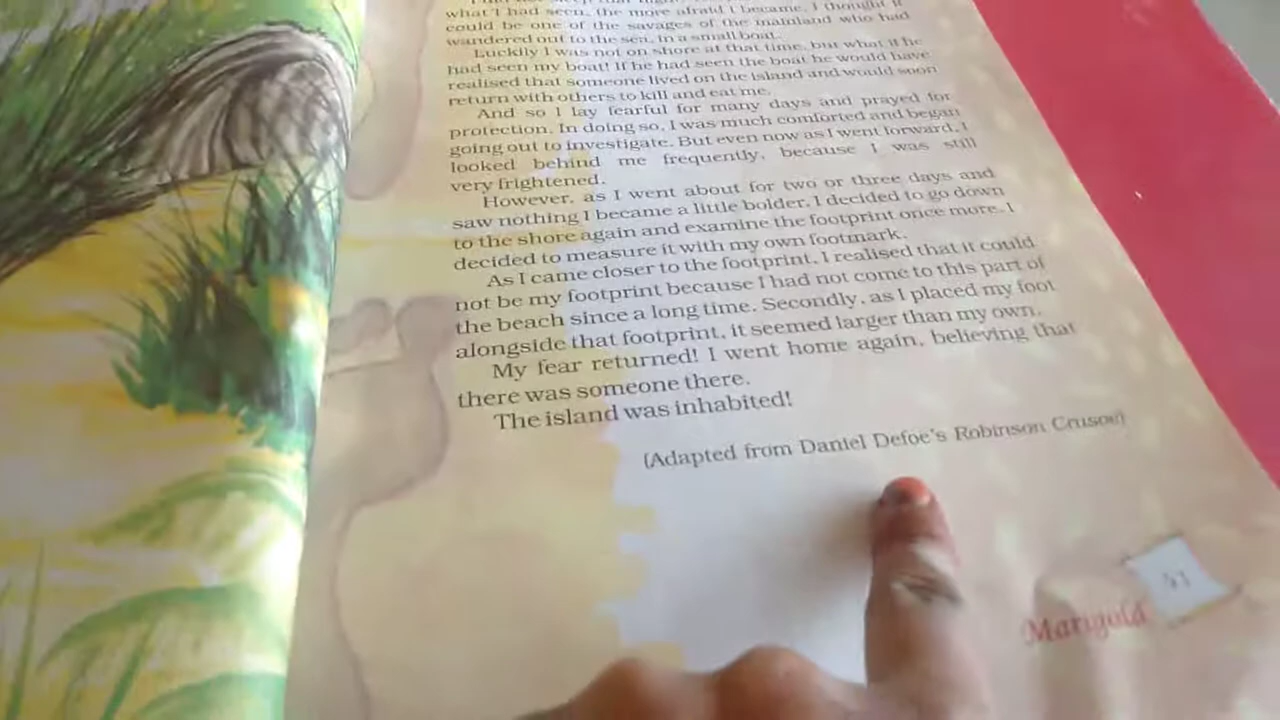 what I had seen, the more afraid I became. I thought it
could be one of the savages of the mainland who had
wandered out to the sea, in a small boat.
Luckily I was not on shore at that time, but what if he
had seen my boat! If he had seen the boat he would have
realised that someone lived on the island and would soon
return with others to kill and eat me.
And so I lay fearful for many days and prayed for
protection. In doing so, I was much comforted and began
going out to investigate. But even now as I went forward, I
looked behind me frequently, because I was still
very frightened.
However, as I went about for two or three days and
saw nothing I became a little bolder. I decided to go down
to the shore again and examine the footprint once more. I
decided to measure it with my own footmark.
As I came closer to the footprint, I realised that it could
not be my footprint because I had not come to this part of
the beach since a long time. Secondly, as I placed my foot
alongside that footprint, it seemed larger than my own.
My fear returned! I went home again, believing that
there was someone there.
The island was inhabited!
(Adapted from Daniel Defoe's Robinson Crusoe)
Marigold